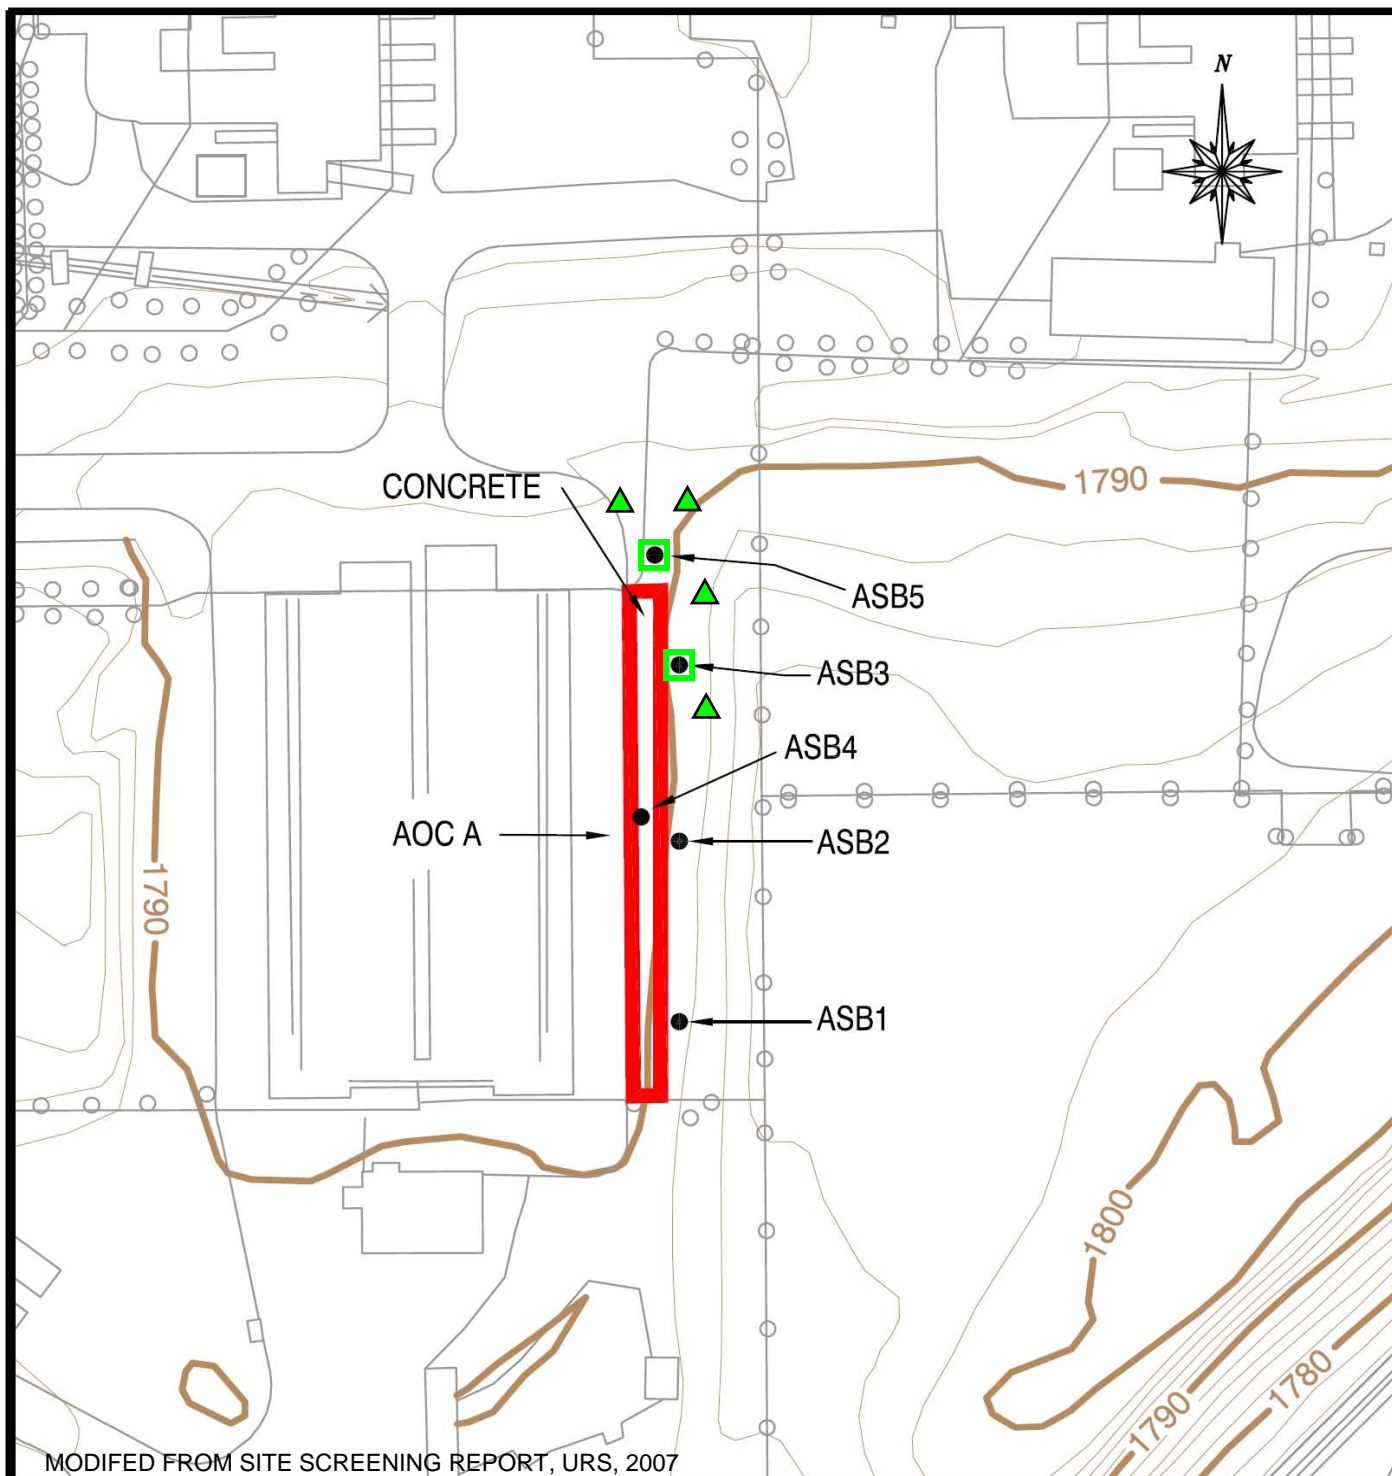 N
1790
CONCRETE
ASB5
ASB3
ASB4
AOC A
ASB2
1790
ASB1
1800
1790
1780
MODIFED FROM SITE SCREENING REPORT, URS, 2007